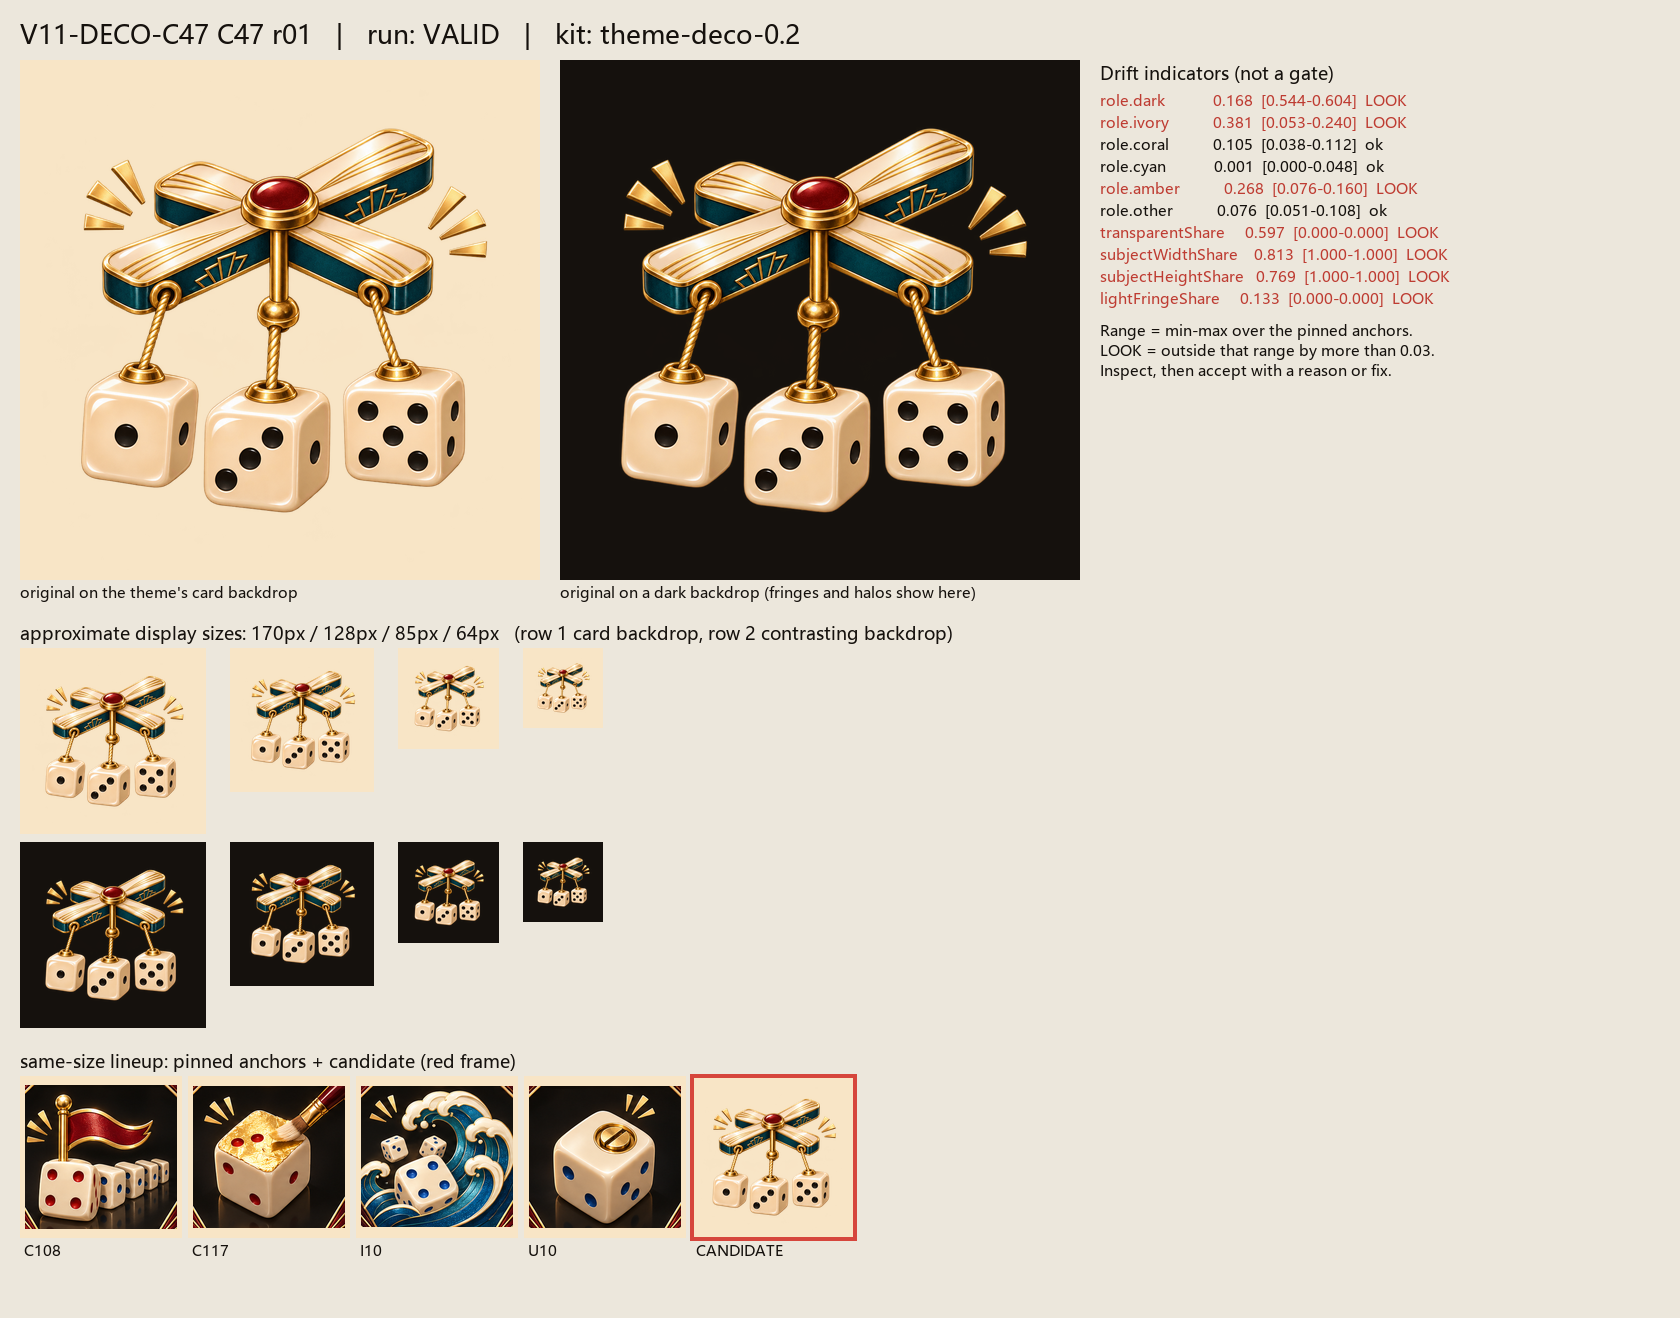 V11-DECO-C47 C47 r01 | run: VALID | kit: theme-deco-0.2
Drift indicators (not a gate)
role.dark 0.168 [0.544-0.604] LOOK
role.ivory 0.381 [0.053-0.240] LOOK
role.coral 0.105 [0.038-0.112] ok
role.cyan 0.001 [0.000-0.048] ok
role.amber 0.268 [0.076-0.160] LOOK
role.other 0.076 [0.051-0.108] ok
transparentShare 0.597 [0.000-0.000] LOOK
subjectWidthShare 0.813 [1.000-1.000] LOOK
subjectHeightShare 0.769 [1.000-1.000] LOOK
lightFringeShare 0.133 [0.000-0.000] LOOK
Range = min-max over the pinned anchors.
LOOK = outside that range by more than 0.03.
Inspect, then accept with a reason or fix.
original on the theme's card backdrop
original on a dark backdrop (fringes and halos show here)
approximate display sizes: 170px / 128px / 85px / 64px (row 1 card backdrop, row 2 contrasting backdrop)
same-size lineup: pinned anchors + candidate (red frame)
C108
C117
I10
U10
CANDIDATE